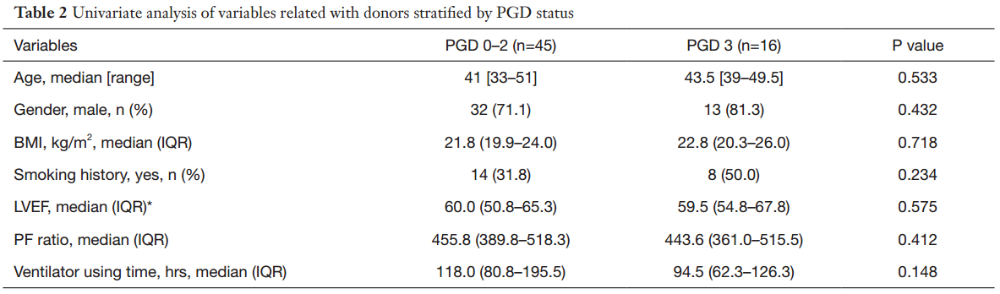 Table 2 Univariate analysis of variables related with donors stratified by PGD status
Variables PGD 0–2 (n=45) PGD 3 (n=16) P value
Age, median [range] 41 [33–51] 43.5 [39–49.5] 0.533
Gender, male, n (%) 32 (71.1) 13 (81.3) 0.432
BMI, kg/m², median (IQR) 21.8 (19.9–24.0) 22.8 (20.3–26.0) 0.718
Smoking history, yes, n (%) 14 (31.8) 8 (50.0) 0.234
LVEF, median (IQR)* 60.0 (50.8–65.3) 59.5 (54.8–67.8) 0.575
PF ratio, median (IQR) 455.8 (389.8–518.3) 443.6 (361.0–515.5) 0.412
Ventilator using time, hrs, median (IQR) 118.0 (80.8–195.5) 94.5 (62.3–126.3) 0.148